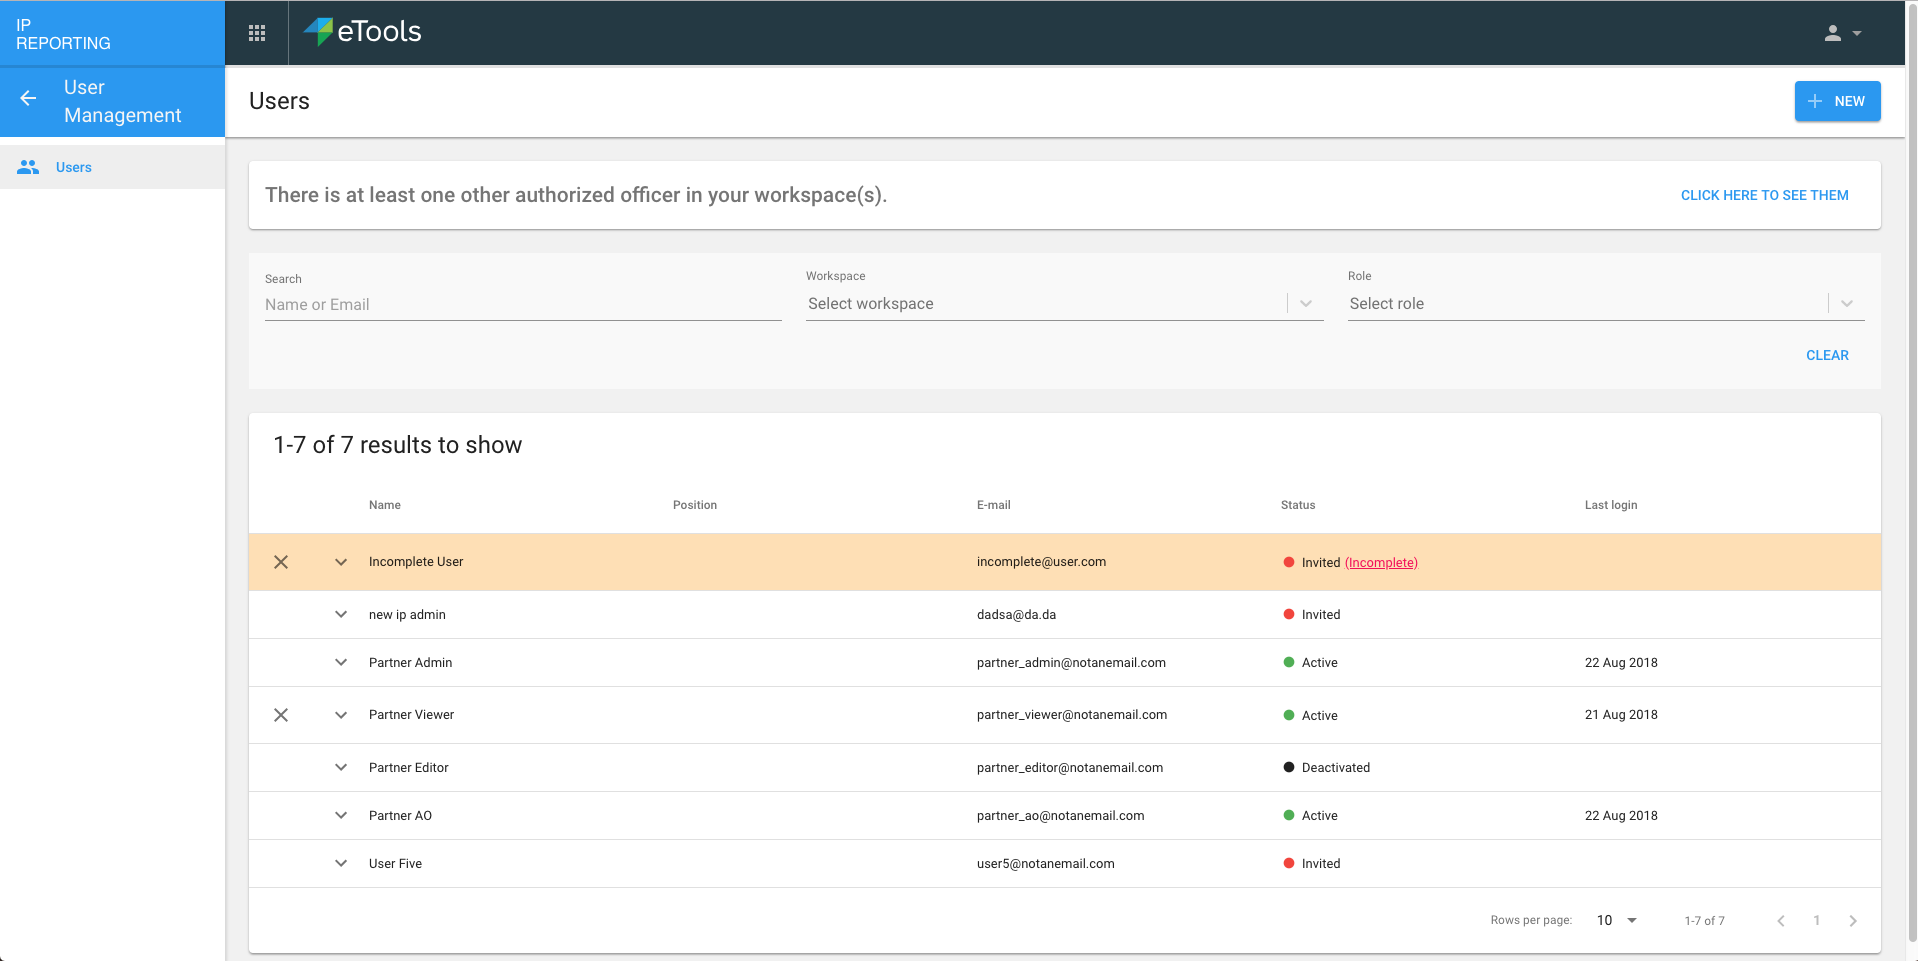 IP
REPORTING
eTools
User
Management
Users
Users
NEW
There is at least one other authorized officer in your workspace(s).
CLICK HERE TO SEE THEM
Search
Workspace
Role
Name or Email
Select workspace
Select role
CLEAR
1-7 of 7 results to show
Name Position E-mail Status Last login
Incomplete User incomplete@user.com Invited (Incomplete)
new ip admin dadsa@da.da Invited
Partner Admin partner_admin@notanemail.com Active 22 Aug 2018
Partner Viewer partner_viewer@notanemail.com Active 21 Aug 2018
Partner Editor partner_editor@notanemail.com Deactivated
Partner AO partner_ao@notanemail.com Active 22 Aug 2018
User Five user5@notanemail.com Invited
Rows per page: 10 1-7 of 7 1